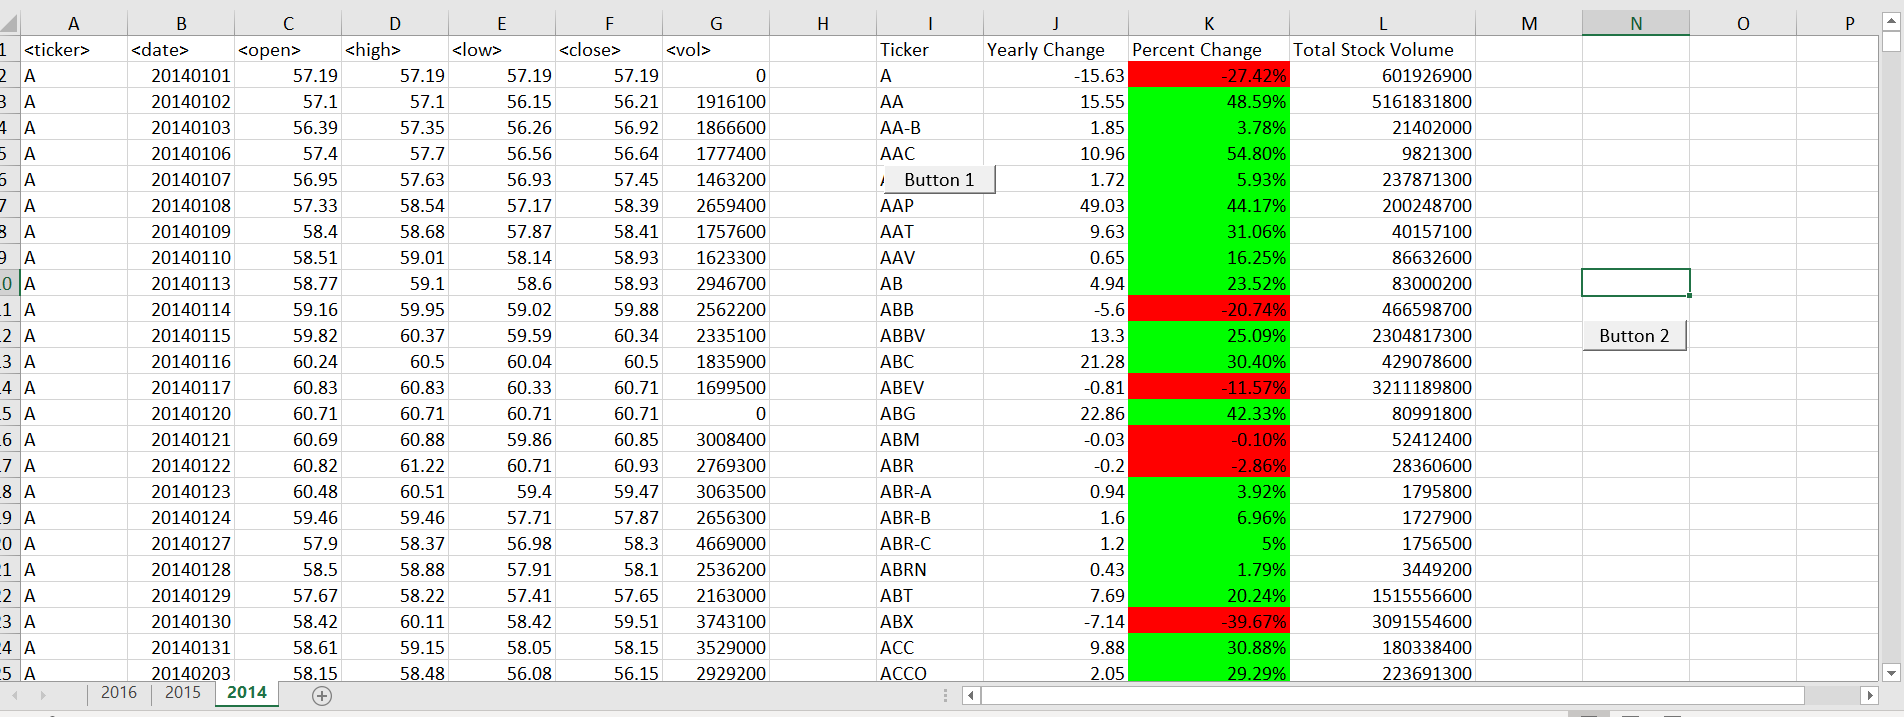 A B C D E F G H I J K L M N O P
1 <ticker> <date> <open> <high> <low> <close> <vol> Ticker Yearly Change Percent Change Total Stock Volume
2 A 20140101 57.19 57.19 57.19 57.19 0 A -15.63 -27.42% 601926900
3 A 20140102 57.1 57.1 56.15 56.21 1916100 AA 15.55 48.59% 5161831800
4 A 20140103 56.39 57.35 56.26 56.92 1866600 AA-B 1.85 3.78% 21402000
5 A 20140106 57.4 57.7 56.56 56.64 1777400 AAC 10.96 54.80% 9821300
6 A 20140107 56.95 57.63 56.93 57.45 1463200 Button 1 1.72 5.93% 237871300
7 A 20140108 57.33 58.54 57.17 58.39 2659400 AAP 49.03 44.17% 200248700
8 A 20140109 58.4 58.68 57.87 58.41 1757600 AAT 9.63 31.06% 40157100
9 A 20140110 58.51 59.01 58.14 58.93 1623300 AAV 0.65 16.25% 86632600
0 A 20140113 58.77 59.1 58.6 58.93 2946700 AB 4.94 23.52% 83000200
1 A 20140114 59.16 59.95 59.02 59.88 2562200 ABB -5.6 -20.74% 466598700
2 A 20140115 59.82 60.37 59.59 60.34 2335100 ABBV 13.3 25.09% 2304817300 Button 2
3 A 20140116 60.24 60.5 60.04 60.5 1835900 ABC 21.28 30.40% 429078600
4 A 20140117 60.83 60.83 60.33 60.71 1699500 ABEV -0.81 -11.57% 3211189800
5 A 20140120 60.71 60.71 60.71 60.71 0 ABG 22.86 42.33% 80991800
6 A 20140121 60.69 60.88 59.86 60.85 3008400 ABM -0.03 -0.10% 52412400
7 A 20140122 60.82 61.22 60.71 60.93 2769300 ABR -0.2 -2.86% 28360600
8 A 20140123 60.48 60.51 59.4 59.47 3063500 ABR-A 0.94 3.92% 1795800
9 A 20140124 59.46 59.46 57.71 57.87 2656300 ABR-B 1.6 6.96% 1727900
0 A 20140127 57.9 58.37 56.98 58.3 4669000 ABR-C 1.2 5% 1756500
1 A 20140128 58.5 58.88 57.91 58.1 2536200 ABRN 0.43 1.79% 3449200
2 A 20140129 57.67 58.22 57.41 57.65 2163000 ABT 7.69 20.24% 1515556600
3 A 20140130 58.42 60.11 58.42 59.51 3743100 ABX -7.14 -39.67% 3091554600
4 A 20140131 58.61 59.15 58.05 58.15 3529000 ACC 9.88 30.88% 180338400
5 A 20140203 58.15 58.48 56.08 56.15 2929200 ACCO 2.05 29.29% 223691300
2016 2015 2014